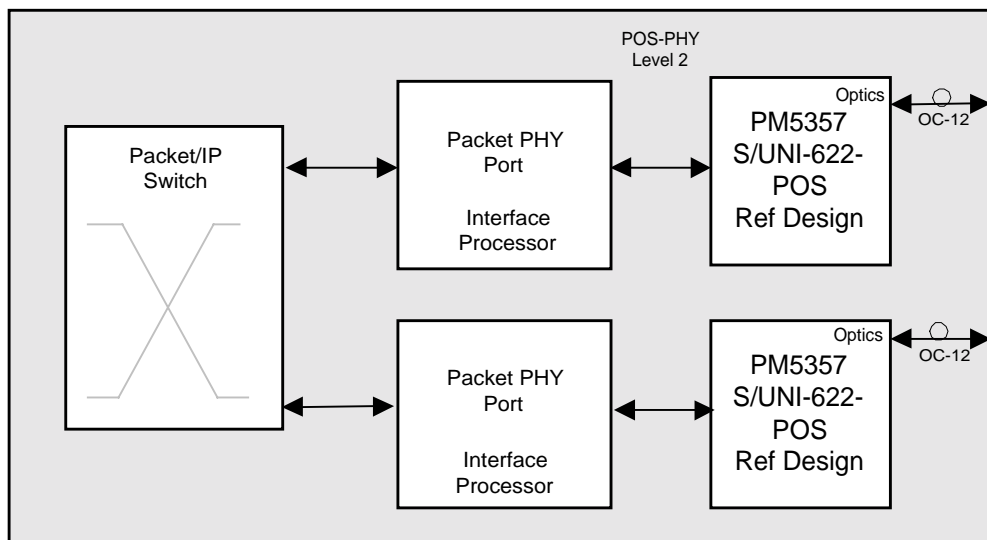 POS-PHY
Level 2
Packet/IP
Switch
Packet PHY
Port
Interface
Processor
Optics
PM5357
S/UNI-622-
POS
Ref Design
OC-12
Packet PHY
Port
Interface
Processor
Optics
PM5357
S/UNI-622-
POS
Ref Design
OC-12